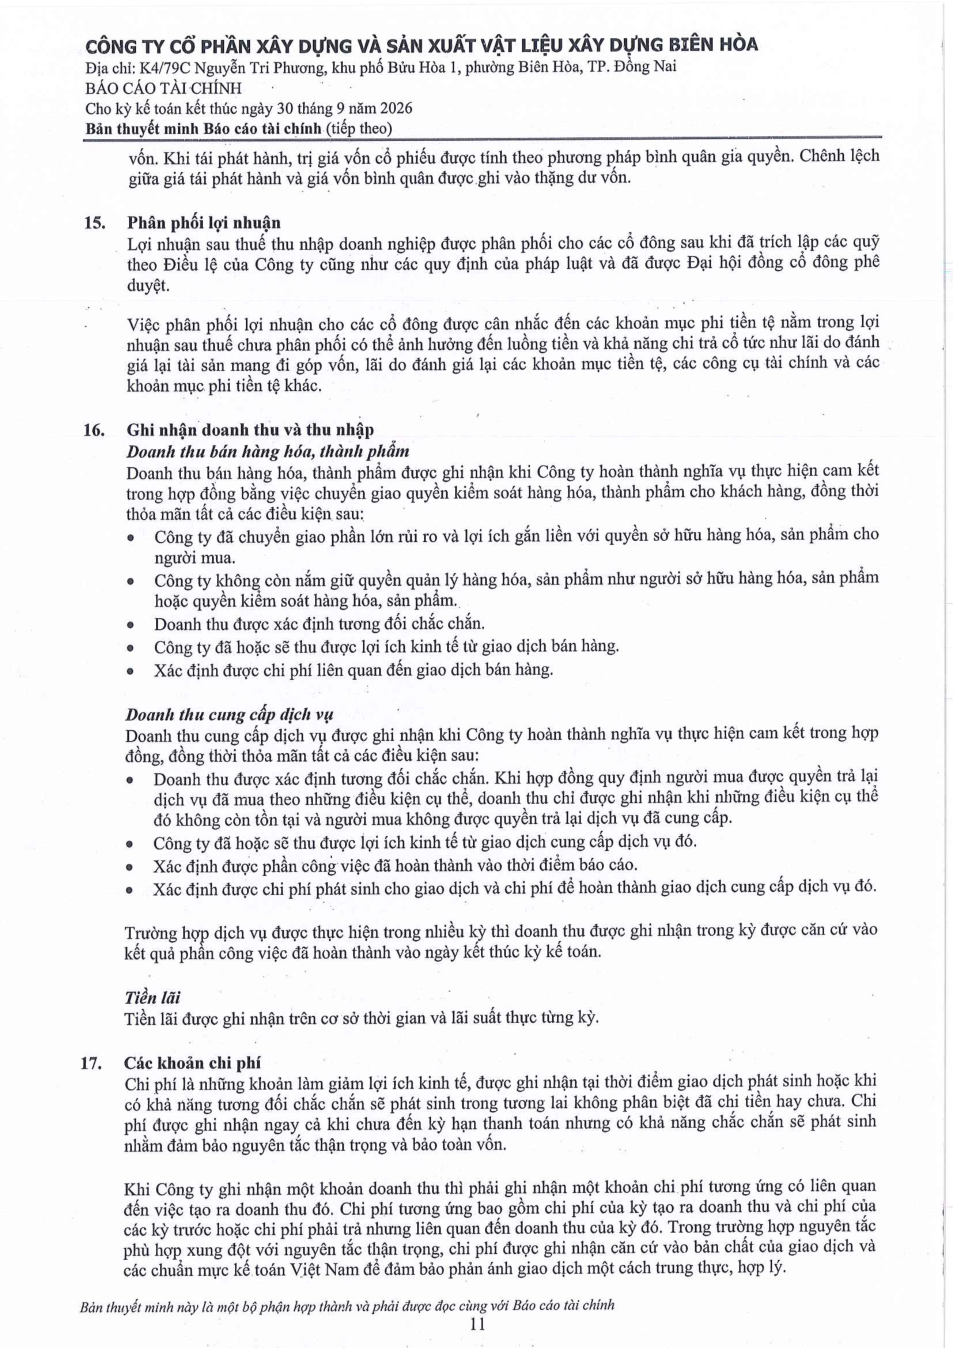 CÔNG TY CỔ PHẦN XÂY DỰNG VÀ SẢN XUẤT VẬT LIỆU XÂY DỰNG BIÊN HÒA
Địa chỉ: K4/79C Nguyễn Tri Phương, khu phố Bửu Hòa 1, phường Biên Hòa, TP. Đồng Nai
BÁO CÁO TÀI CHÍNH
Cho kỳ kế toán kết thúc ngày 30 tháng 9 năm 2026
Bản thuyết minh Báo cáo tài chính (tiếp theo)
vốn. Khi tái phát hành, trị giá vốn cổ phiếu được tính theo phương pháp bình quân gia quyền. Chênh lệch
giữa giá tái phát hành và giá vốn bình quân được ghi vào thặng dư vốn.
15. Phân phối lợi nhuận
Lợi nhuận sau thuế thu nhập doanh nghiệp được phân phối cho các cổ đông sau khi đã trích lập các quỹ
theo Điều lệ của Công ty cũng như các quy định của pháp luật và đã được Đại hội đồng cổ đông phê
duyệt.
Việc phân phối lợi nhuận cho các cổ đông được cân nhắc đến các khoản mục phi tiền tệ nằm trong lợi
nhuận sau thuế chưa phân phối có thể ảnh hưởng đến luồng tiền và khả năng chi trả cổ tức như lãi do đánh
giá lại tài sản mang đi góp vốn, lãi do đánh giá lại các khoản mục tiền tệ, các công cụ tài chính và các
khoản mục phi tiền tệ khác.
16. Ghi nhận doanh thu và thu nhập
Doanh thu bán hàng hóa, thành phẩm
Doanh thu bán hàng hóa, thành phẩm được ghi nhận khi Công ty hoàn thành nghĩa vụ thực hiện cam kết
trong hợp đồng bằng việc chuyển giao quyền kiểm soát hàng hóa, thành phẩm cho khách hàng, đồng thời
thỏa mãn tất cả các điều kiện sau:
• Công ty đã chuyển giao phần lớn rủi ro và lợi ích gắn liền với quyền sở hữu hàng hóa, sản phẩm cho
người mua.
• Công ty không còn nắm giữ quyền quản lý hàng hóa, sản phẩm như người sở hữu hàng hóa, sản phẩm
hoặc quyền kiểm soát hàng hóa, sản phẩm.
• Doanh thu được xác định tương đối chắc chắn.
• Công ty đã hoặc sẽ thu được lợi ích kinh tế từ giao dịch bán hàng.
• Xác định được chi phí liên quan đến giao dịch bán hàng.
Doanh thu cung cấp dịch vụ
Doanh thu cung cấp dịch vụ được ghi nhận khi Công ty hoàn thành nghĩa vụ thực hiện cam kết trong hợp
đồng, đồng thời thỏa mãn tất cả các điều kiện sau:
• Doanh thu được xác định tương đối chắc chắn. Khi hợp đồng quy định người mua được quyền trả lại
dịch vụ đã mua theo những điều kiện cụ thể, doanh thu chỉ được ghi nhận khi những điều kiện cụ thể
đó không còn tồn tại và người mua không được quyền trả lại dịch vụ đã cung cấp.
• Công ty đã hoặc sẽ thu được lợi ích kinh tế từ giao dịch cung cấp dịch vụ đó.
• Xác định được phần công việc đã hoàn thành vào thời điểm báo cáo.
• Xác định được chi phí phát sinh cho giao dịch và chi phí để hoàn thành giao dịch cung cấp dịch vụ đó.
Trường hợp dịch vụ được thực hiện trong nhiều kỳ thì doanh thu được ghi nhận trong kỳ được căn cứ vào
kết quả phần công việc đã hoàn thành vào ngày kết thúc kỳ kế toán.
Tiền lãi
Tiền lãi được ghi nhận trên cơ sở thời gian và lãi suất thực từng kỳ.
17. Các khoản chi phí
Chi phí là những khoản làm giảm lợi ích kinh tế, được ghi nhận tại thời điểm giao dịch phát sinh hoặc khi
có khả năng tương đối chắc chắn sẽ phát sinh trong tương lai không phân biệt đã chi tiền hay chưa. Chi
phí được ghi nhận ngay cả khi chưa đến kỳ hạn thanh toán nhưng có khả năng chắc chắn sẽ phát sinh
nhằm đảm bảo nguyên tắc thận trọng và bảo toàn vốn.
Khi Công ty ghi nhận một khoản doanh thu thì phải ghi nhận một khoản chi phí tương ứng có liên quan
đến việc tạo ra doanh thu đó. Chi phí tương ứng bao gồm chi phí của kỳ tạo ra doanh thu và chi phí của
các kỳ trước hoặc chi phí phải trả nhưng liên quan đến doanh thu của kỳ đó. Trong trường hợp nguyên tắc
phù hợp xung đột với nguyên tắc thận trọng, chi phí được ghi nhận căn cứ vào bản chất của giao dịch và
các chuẩn mực kế toán Việt Nam để đảm bảo phản ánh giao dịch một cách trung thực, hợp lý.
Bản thuyết minh này là một bộ phận hợp thành và phải được đọc cùng với Báo cáo tài chính
11